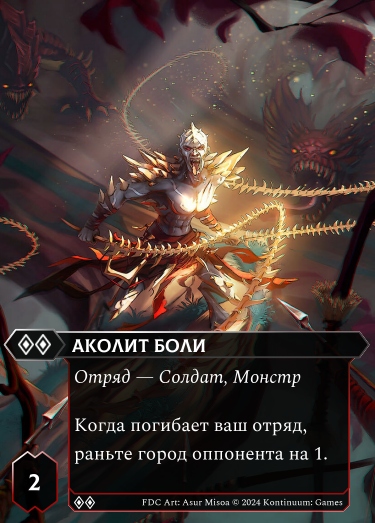 АКОЛИТ БОЛИ
Отряд — Солдат, Монстр
Когда погибает ваш отряд,
раньте город оппонента на 1.
2
FDC Art: Asur Misoa © 2024 Kontinuum: Games